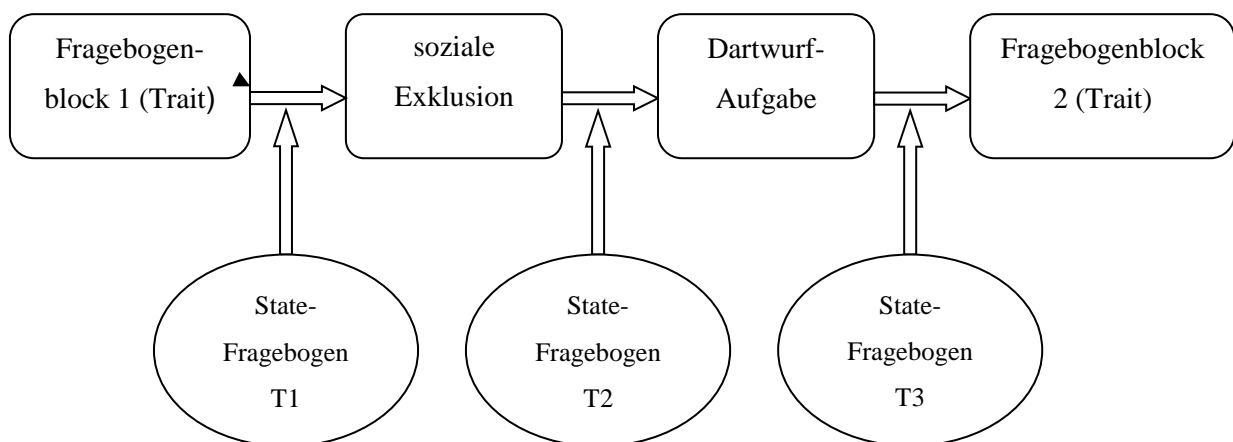 Fragebogen-
block 1 (Trait)
soziale
Exklusion
Dartwurf-
Aufgabe
Fragebogenblock
2 (Trait)
State-
Fragebogen
T1
State-
Fragebogen
T2
State-
Fragebogen
T3